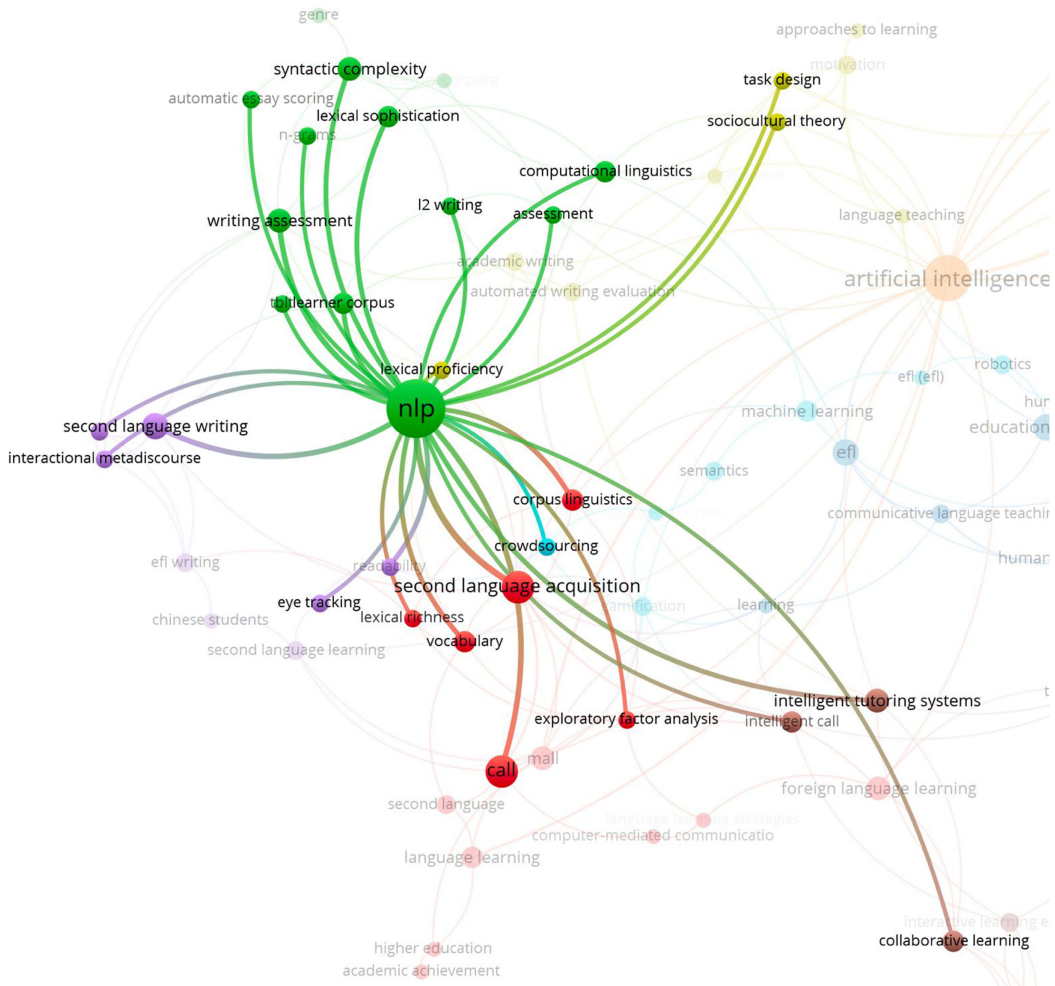 genre
approaches to learning
syntactic complexity
motivation
task design
automatic essay scoring
lexical sophistication
sociocultural theory
n-grams
computational linguistics
l2 writing
assessment
language teaching
writing assessment
academic writing
artificial intelligence
automated writing evaluation
learner corpus
lexical proficiency
robotics
efl (efl)
nlp
machine learning
second language writing
education
efl
interactional metadiscourse
semantics
corpus linguistics
communicative language teachin
crowdsourcing
human
efl writing
readability
second language acquisition
eye tracking
learning
chinese students
lexical richness
vocabulary
second language learning
intelligent tutoring systems
exploratory factor analysis
intelligent call
mall
call
foreign language learning
second language
language learning strategies
computer-mediated communicatio
language learning
interactive learning e
collaborative learning
higher education
academic achievement